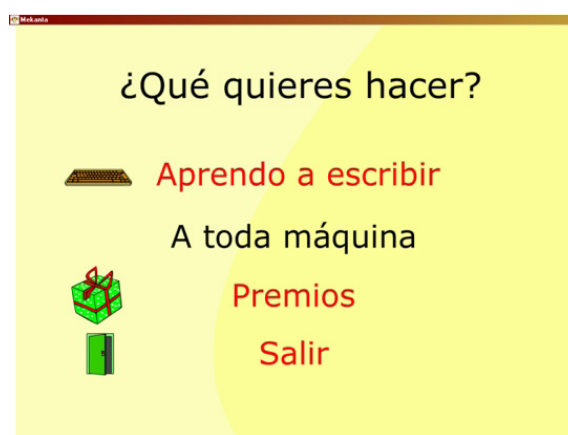 Mekanta
¿Qué quieres hacer?
Aprendo a escribir
A toda máquina
Premios
Salir